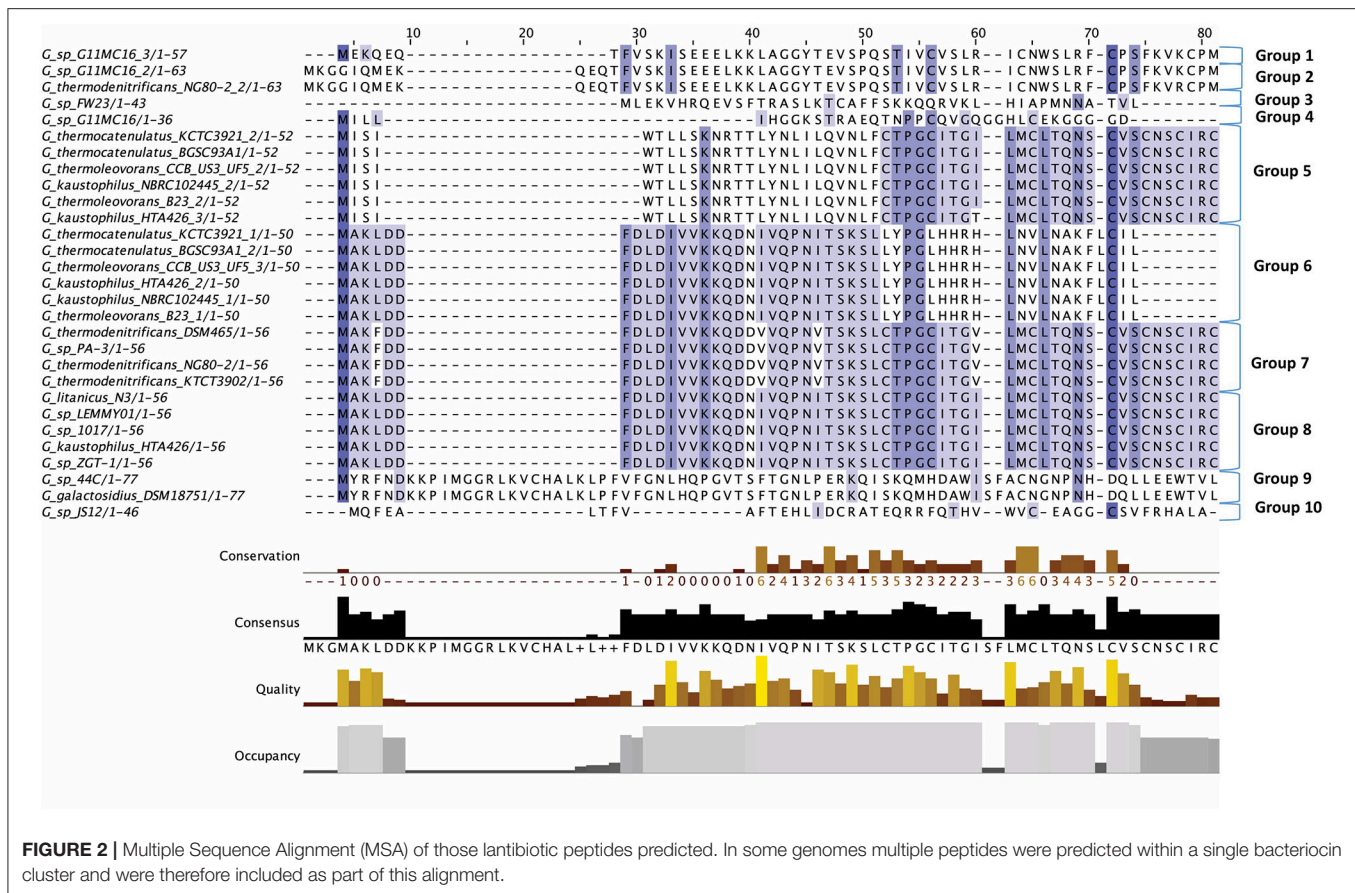 10 20 30 40 50 60 70 80
G_sp_G11MC16_3/1-57 ---MEKQEQ------------------TFVSKISEEELKKLAGGYTEVSPQSTIVCVSLR--ICNWSLRF-CPSFKVKCPM Group 1
G_sp_G11MC16_2/1-63 MKGGIQMEK---------------QEQTFVSKISEEELKKLAGGYTEVSPQSTIVCVSLR--ICNWSLRF-CPSFKVKCPM Group 2
G_thermodenitrificans_NG80-2_2/1-63 MKGGIQMEK---------------QEQTFVSKISEEELKKLAGGYTEVSPQSTIVCVSLR--ICNWSLRF-CPSFKVRCPM
G_sp_FW23/1-43 ----------------------------MLEKVHRQEVSFTRASLKTCAFFSKKQQRVKL--HIAPMNNA-TVL------- Group 3
G_sp_G11MC16/1-36 ---MILL---------------------------------IHGGKSTRAEQTNPPCQVGQGGHLCEKGGG-GD-------- Group 4
G_thermocatenulatus_KCTC3921_2/1-52 ---MISI-----------------------WTLLSKNRTTLYNLILQVNLFCTPGCITGI--LMCLTQNS-CVSCNSCIRC
G_thermocatenulatus_BGSC93A1/1-52 ---MISI-----------------------WTLLSKNRTTLYNLILQVNLFCTPGCITGI--LMCLTQNS-CVSCNSCIRC
G_thermoleovorans_CCB_US3_UF5_2/1-52 ---MISI-----------------------WTLLSKNRTTLYNLILQVNLFCTPGCITGI--LMCLTQNS-CVSCNSCIRC Group 5
G_kaustophilus_NBRC102445_2/1-52 ---MISI-----------------------WTLLSKNRTTLYNLILQVNLFCTPGCITGI--LMCLTQNS-CVSCNSCIRC
G_thermoleovorans_B23_2/1-52 ---MISI-----------------------WTLLSKNRTTLYNLILQVNLFCTPGCITGI--LMCLTQNS-CVSCNSCIRC
G_kaustophilus_HTA426_3/1-52 ---MISI-----------------------WTLLSKNRTTLYNLILQVNLFCTPGCITGT--LMCLTQNS-CVSCNSCIRC
G_thermocatenulatus_KCTC3921_1/1-50 ---MAKLDD-------------------FDLDIVVKKQDNIVQPNITSKSLLYPGLHHRH--LNVLNAKFLCIL-------
G_thermocatenulatus_BGSC93A1_2/1-50 ---MAKLDD-------------------FDLDIVVKKQDNIVQPNITSKSLLYPGLHHRH--LNVLNAKFLCIL-------
G_thermoleovorans_CCB_US3_UF5_3/1-50 ---MAKLDD-------------------FDLDIVVKKQDNIVQPNITSKSLLYPGLHHRH--LNVLNAKFLCIL------- Group 6
G_kaustophilus_HTA426_2/1-50 ---MAKLDD-------------------FDLDIVVKKQDNIVQPNITSKSLLYPGLHHRH--LNVLNAKFLCIL-------
G_kaustophilus_NBRC102445_1/1-50 ---MAKLDD-------------------FDLDIVVKKQDNIVQPNITSKSLLYPGLHHRH--LNVLNAKFLCIL-------
G_thermoleovorans_B23_1/1-50 ---MAKLDD-------------------FDLDIVVKKQDNIVQPNITSKSLLYPGLHHRH--LNVLNAKFLCIL-------
G_thermodenitrificans_DSM465/1-56 ---MAKFDD-------------------FDLDIVVKKQDDVVQPNVTSKSLCTPGCITGV--LMCLTQNS-CVSCNSCIRC
G_sp_PA-3/1-56 ---MAKFDD-------------------FDLDIVVKKQDDVVQPNVTSKSLCTPGCITGV--LMCLTQNS-CVSCNSCIRC Group 7
G_thermodenitrificans_NG80-2/1-56 ---MAKFDD-------------------FDLDIVVKKQDDVVQPNVTSKSLCTPGCITGV--LMCLTQNS-CVSCNSCIRC
G_thermodenitrificans_KTCT3902/1-56 ---MAKFDD-------------------FDLDIVVKKQDDVVQPNVTSKSLCTPGCITGV--LMCLTQNS-CVSCNSCIRC
G_litanicus_N3/1-56 ---MAKLDD-------------------FDLDIVVKKQDNIVQPNITSKSLCTPGCITGI--LMCLTQNS-CVSCNSCIRC
G_sp_LEMMY01/1-56 ---MAKLDD-------------------FDLDIVVKKQDNIVQPNITSKSLCTPGCITGI--LMCLTQNS-CVSCNSCIRC
G_sp_1017/1-56 ---MAKLDD-------------------FDLDIVVKKQDNIVQPNITSKSLCTPGCITGI--LMCLTQNS-CVSCNSCIRC Group 8
G_kaustophilus_HTA426/1-56 ---MAKLDD-------------------FDLDIVVKKQDNIVQPNITSKSLCTPGCITGI--LMCLTQNS-CVSCNSCIRC
G_sp_ZGT-1/1-56 ---MAKLDD-------------------FDLDIVVKKQDNIVQPNITSKSLCTPGCITGI--LMCLTQNS-CVSCNSCIRC
G_sp_44C/1-77 ---MYRFNDKKPIMGGRLKVCHALKLPFVFGNLHQPGVTSFTGNLPERKQISKQMHDAWISFACNGNPNH-DQLLEEWTVL Group 9
G_galactosidius_DSM18751/1-77 ---MYRFNDKKPIMGGRLKVCHALKLPFVFGNLHQPGVTSFTGNLPERKQISKQMHDAWISFACNGNPNH-DQLLEEWTVL
G_sp_JS12/1-46 ----MQFEA----------------LTFV----------AFTEHLIDCRATEQRRFQTHV--WVC-EAGG-CSVFRHALA- Group 10
Conservation
---1000---------------------1-01200000010624132634153532322223--36603443-520-------
Consensus
MKGMAKLDDKKPIMGGRLKVCHAL+L++FDLDIVVKKQDNIVQPNITSKSLCTPGCITGISFLMCLTQNSLCVSCNSCIRC
Quality
Occupancy
FIGURE 2 | Multiple Sequence Alignment (MSA) of those lantibiotic peptides predicted. In some genomes multiple peptides were predicted within a single bacteriocin
cluster and were therefore included as part of this alignment.